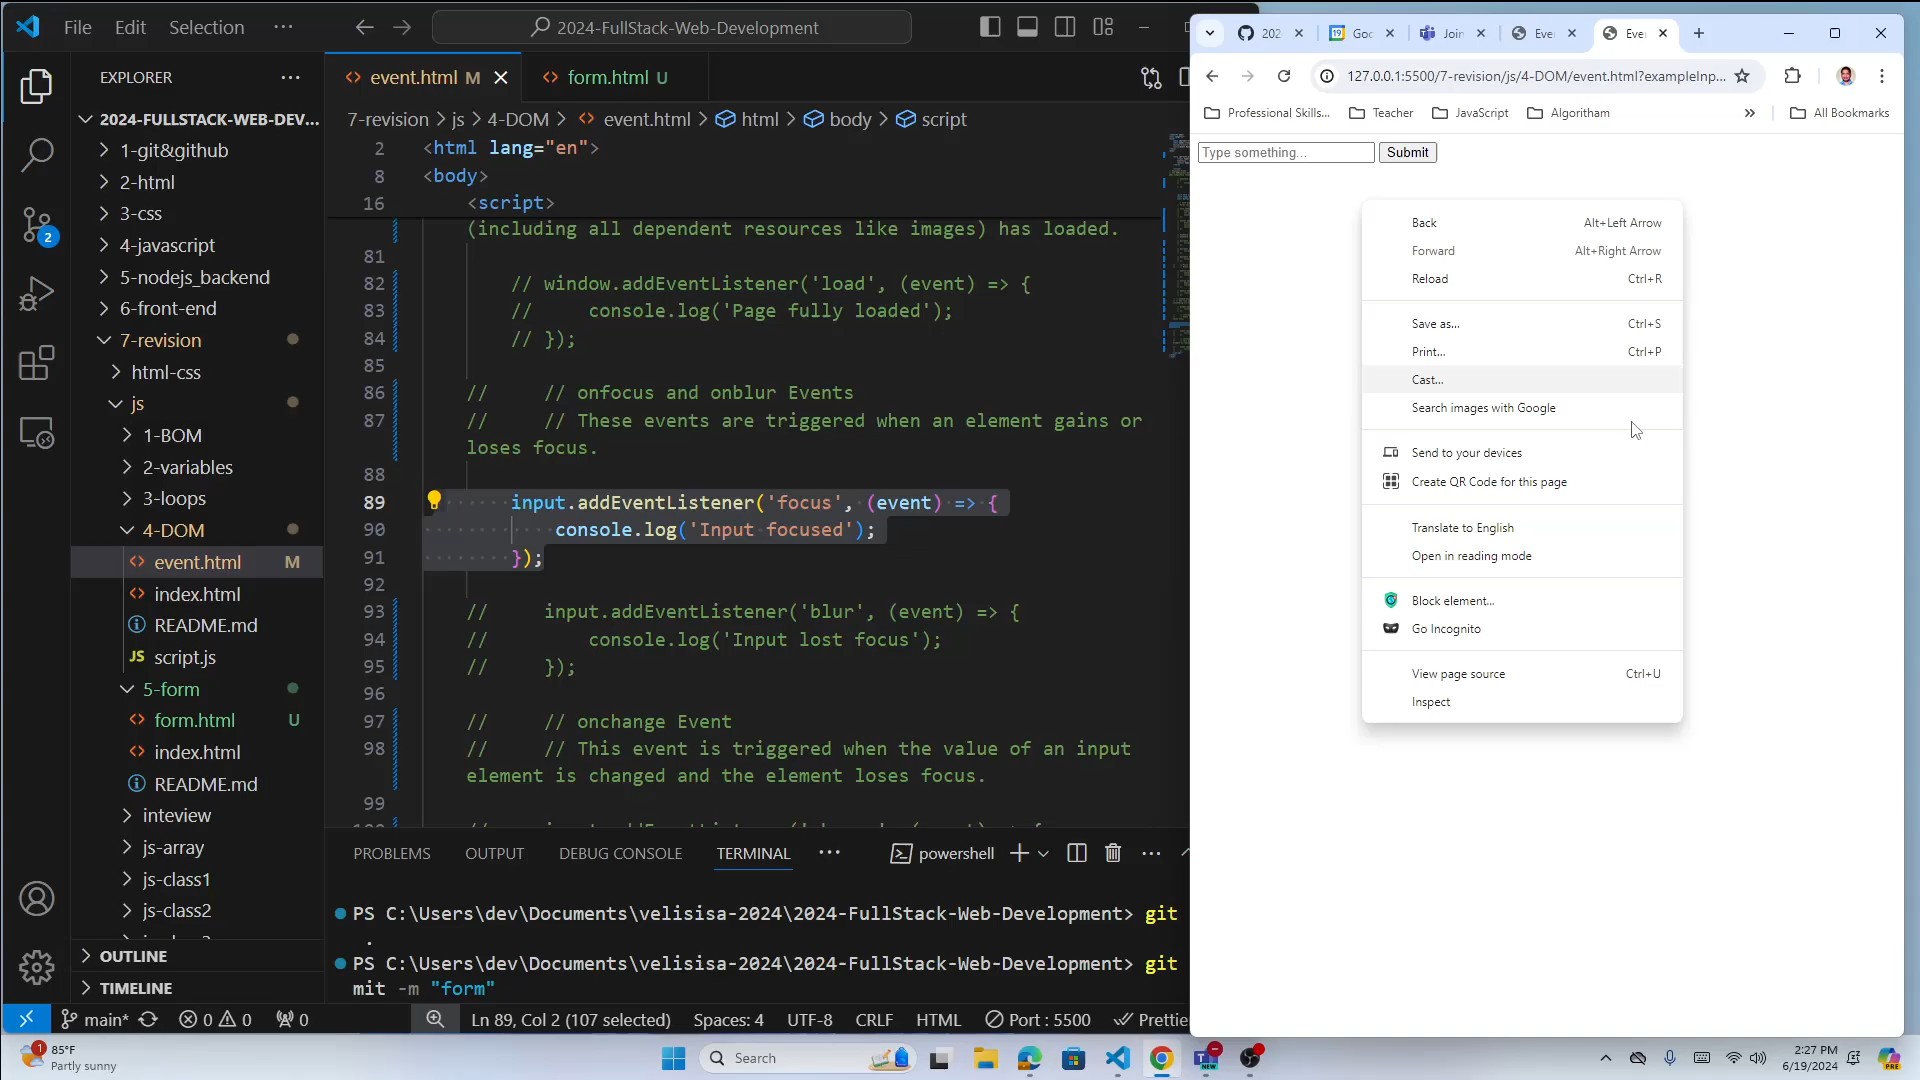 File Edit Selection ···
2024-FullStack-Web-Development
EXPLORER
2024-FULLSTACK-WEB-DEV...
1-git&github
2-html
3-css
4-javascript
5-nodejs_backend
6-front-end
7-revision
html-css
js
1-BOM
2-variables
3-loops
4-DOM
event.html M
index.html
README.md
JS script.js
5-form
form.html U
index.html
README.md
inteview
js-array
js-class1
js-class2
OUTLINE
TIMELINE
2
event.html M
form.html U
7-revision > js > 4-DOM > event.html > html > body > script
2 <html lang="en">
8 <body>
16 <script>
(including all dependent resources like images) has loaded.
81
82 // window.addEventListener('load', (event) => {
83 // console.log('Page fully loaded');
84 // });
85
86 // // onfocus and onblur Events
87 // // These events are triggered when an element gains or
loses focus.
88
89 input.addEventListener('focus', (event) => {
90 console.log('Input focused');
91 });
92
93 // input.addEventListener('blur', (event) => {
94 // console.log('Input lost focus');
95 // });
96
97 // // onchange Event
98 // // This event is triggered when the value of an input
element is changed and the element loses focus.
99
PROBLEMS OUTPUT DEBUG CONSOLE TERMINAL ···
powershell
PS C:\Users\dev\Documents\velisisa-2024\2024-FullStack-Web-Development> git
.
PS C:\Users\dev\Documents\velisisa-2024\2024-FullStack-Web-Development> git
mit -m "form"
main* 0 0 0
Ln 89, Col 2 (107 selected) Spaces: 4 UTF-8 CRLF HTML Port : 5500 Prettie
202 Goo Join Eve Eve
127.0.0.1:5500/7-revision/js/4-DOM/event.html?exampleInp...
Professional Skills... Teacher JavaScript Algoritham » All Bookmarks
Type something... Submit
Back Alt+Left Arrow
Forward Alt+Right Arrow
Reload Ctrl+R
Save as... Ctrl+S
Print... Ctrl+P
Cast...
Search images with Google
Send to your devices
Create QR Code for this page
Translate to English
Open in reading mode
Block element...
Go Incognito
View page source Ctrl+U
Inspect
1
85°F
Partly sunny
Search
NEW
2:27 PM
6/19/2024
PRE